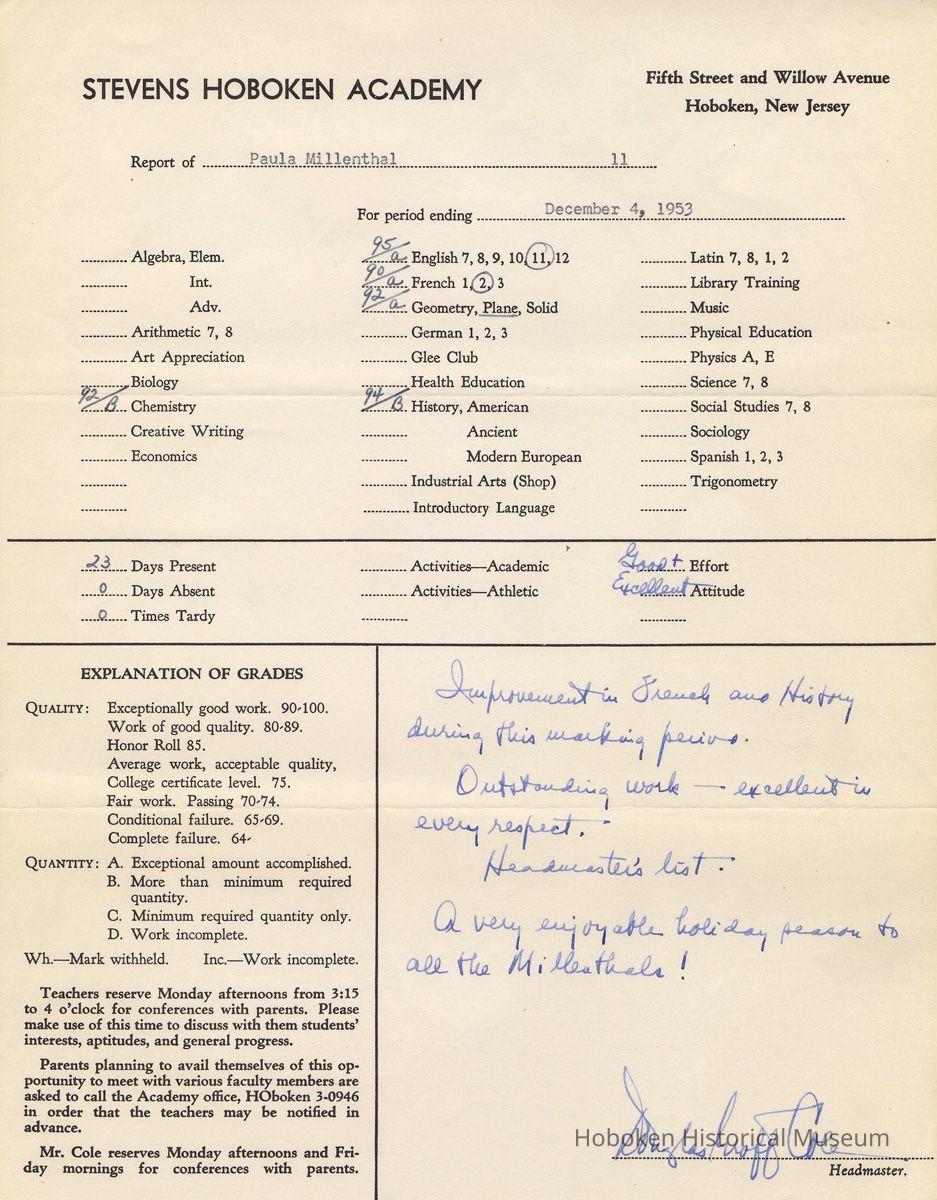 STEVENS HOBOKEN ACADEMY
Fifth Street and Willow Avenue
Hoboken, New Jersey
Report of Paula Millenthal 11
For period ending December 4, 1953
Algebra, Elem.
Int.
Adv.
Arithmetic 7, 8
Art Appreciation
Biology
92/B Chemistry
Creative Writing
Economics
95/a English 7, 8, 9, 10, 11, 12
90/a French 1, 2, 3
92/a Geometry, Plane, Solid
German 1, 2, 3
Glee Club
Health Education
94/B History, American
Ancient
Modern European
Industrial Arts (Shop)
Introductory Language
Latin 7, 8, 1, 2
Library Training
Music
Physical Education
Physics A, E
Science 7, 8
Social Studies 7, 8
Sociology
Spanish 1, 2, 3
Trigonometry
23 Days Present
0 Days Absent
0 Times Tardy
Activities—Academic
Activities—Athletic
Good + Effort
Excellent Attitude
EXPLANATION OF GRADES
QUALITY: Exceptionally good work. 90-100.
Work of good quality. 80-89.
Honor Roll 85.
Average work, acceptable quality,
College certificate level. 75.
Fair work. Passing 70-74.
Conditional failure. 65-69.
Complete failure. 64-
QUANTITY: A. Exceptional amount accomplished.
B. More than minimum required
quantity.
C. Minimum required quantity only.
D. Work incomplete.
Wh.—Mark withheld. Inc.—Work incomplete.
Teachers reserve Monday afternoons from 3:15
to 4 o'clock for conferences with parents. Please
make use of this time to discuss with them students'
interests, aptitudes, and general progress.
Parents planning to avail themselves of this op-
portunity to meet with various faculty members are
asked to call the Academy office, HOboken 3-0946
in order that the teachers may be notified in
advance.
Mr. Cole reserves Monday afternoons and Fri-
day mornings for conferences with parents.
Improvement in French and History
during this marking period.
Outstanding work — excellent in
every respect.
Headmaster's list.
A very enjoyable holiday season to
all the Millenthals!
Douglas Groff Cole
Hoboken Historical Museum
Headmaster.